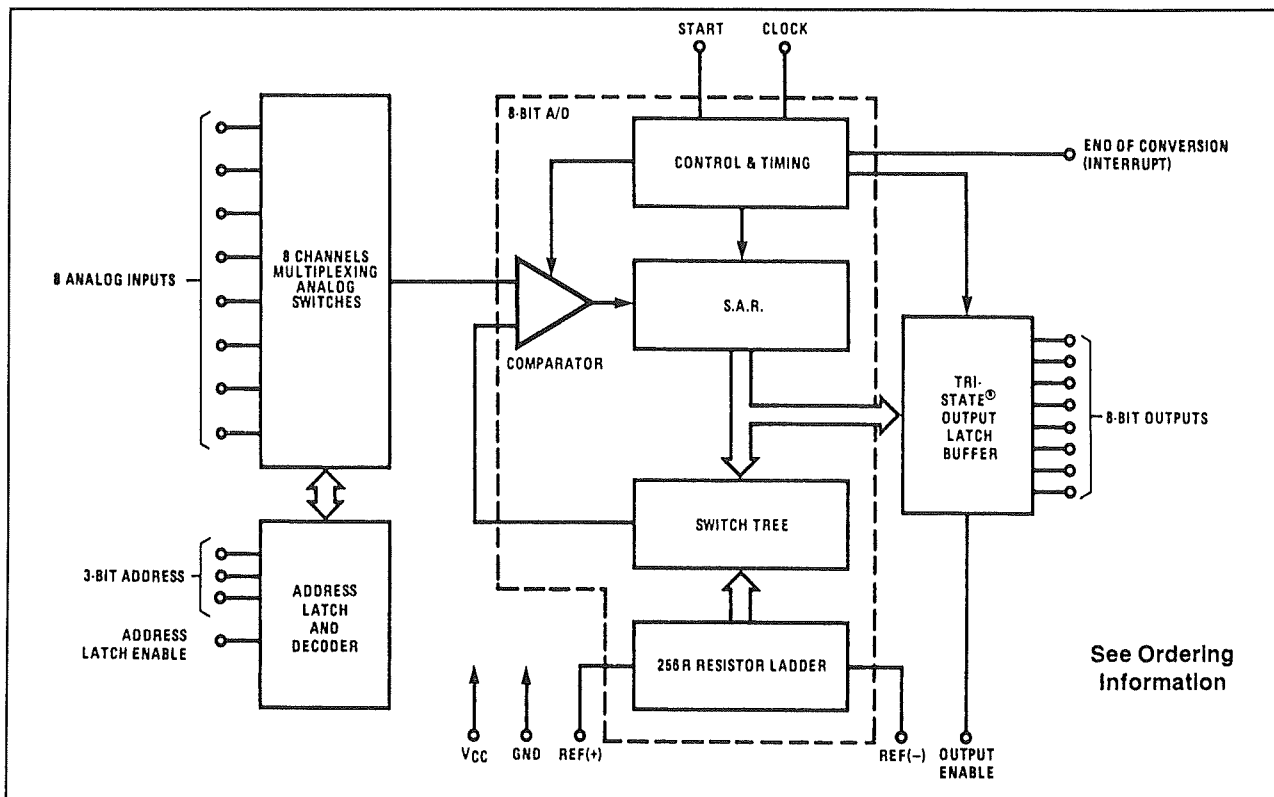 START
CLOCK
8-BIT A/D
CONTROL & TIMING
END OF CONVERSION
(INTERRUPT)
8 ANALOG INPUTS
8 CHANNELS
MULTIPLEXING
ANALOG
SWITCHES
S.A.R.
COMPARATOR
TRI-
STATE®
OUTPUT
LATCH
BUFFER
8-BIT OUTPUTS
SWITCH TREE
3-BIT ADDRESS
ADDRESS
LATCH ENABLE
ADDRESS
LATCH
AND
DECODER
256R RESISTOR LADDER
See Ordering
Information
VCC
GND
REF(+)
REF(−)
OUTPUT
ENABLE